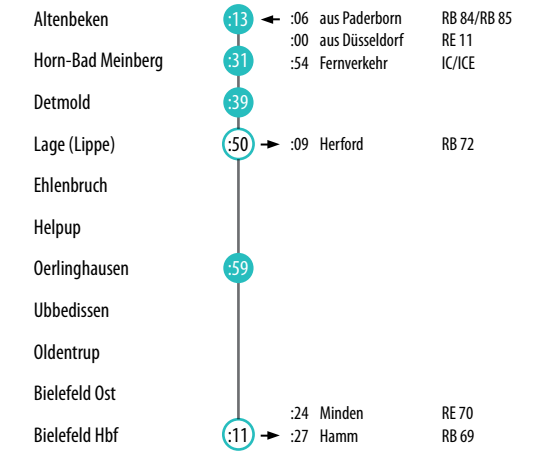 Altenbeken :13 :06 aus Paderborn RB 84/RB 85
:00 aus Düsseldorf RE 11
Horn-Bad Meinberg :31 :54 Fernverkehr IC/ICE
Detmold :39
Lage (Lippe) :50 :09 Herford RB 72
Ehlenbruch
Helpup
Oerlinghausen :59
Ubbedissen
Oldentrup
Bielefeld Ost
:24 Minden RE 70
Bielefeld Hbf :11 :27 Hamm RB 69